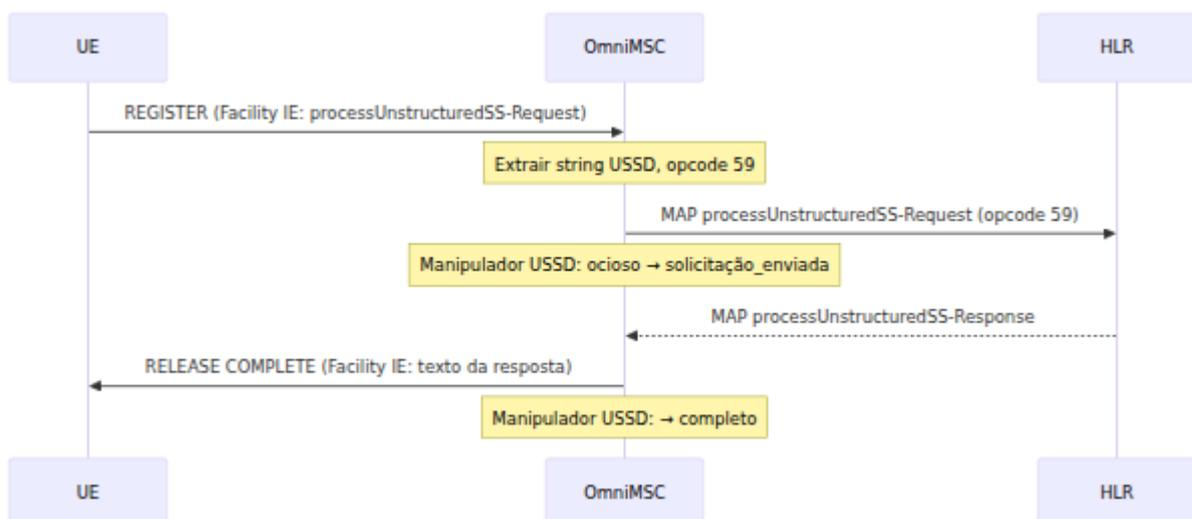 UE OmniMSC HLR
REGISTER (Facility IE: processUnstructuredSS-Request)
Extrair string USSD, opcode 59
MAP processUnstructuredSS-Request (opcode 59)
Manipulador USSD: ocioso → solicitação_enviada
MAP processUnstructuredSS-Response
RELEASE COMPLETE (Facility IE: texto da resposta)
Manipulador USSD: → completo
UE OmniMSC HLR